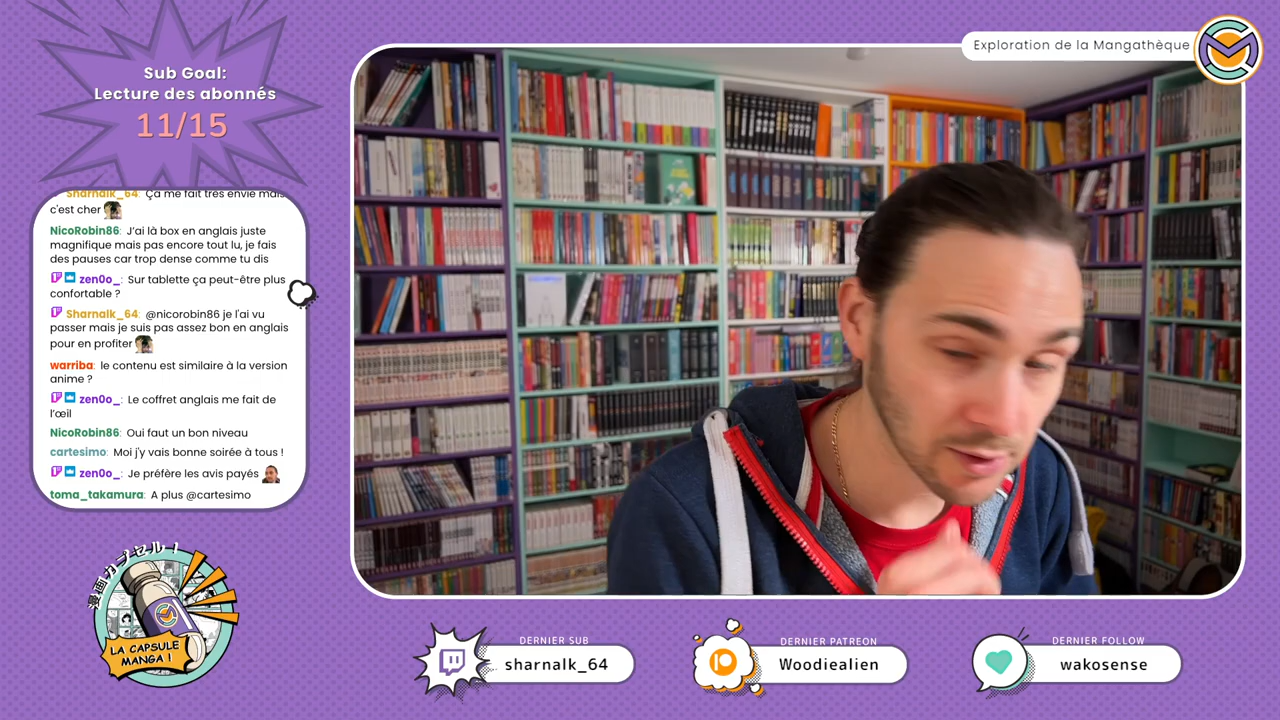 Sub Goal:
Lecture des abonnés
11/15
Sharnalk_64: Ça me fait très envie mais
c'est cher
NicoRobin86: J'ai là box en anglais juste
magnifique mais pas encore tout lu, je fais
des pauses car trop dense comme tu dis
zen0o_: Sur tablette ça peut-être plus
confortable ?
Sharnalk_64: @nicorobin86 je l'ai vu
passer mais je suis pas assez bon en anglais
pour en profiter
warriba: le contenu est similaire à la version
anime ?
zen0o_: Le coffret anglais me fait de
l'œil
NicoRobin86: Oui faut un bon niveau
cartesimo: Moi j'y vais bonne soirée à tous !
zen0o_: Je préfère les avis payés
toma_takamura: A plus @cartesimo
漫画カプセル！
LA CAPSULE
MANGA !
Exploration de la Mangathèque
DERNIER SUB
sharnalk_64
DERNIER PATREON
Woodiealien
DERNIER FOLLOW
wakosense